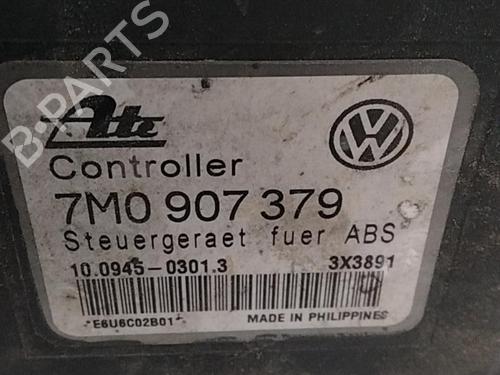 B-PARTS
Ate
Controller
7M0 907 379
Steuergeraet fuer ABS
10.0945-0301.3 3X3891
E6U6C02B01 MADE IN PHILIPPINES